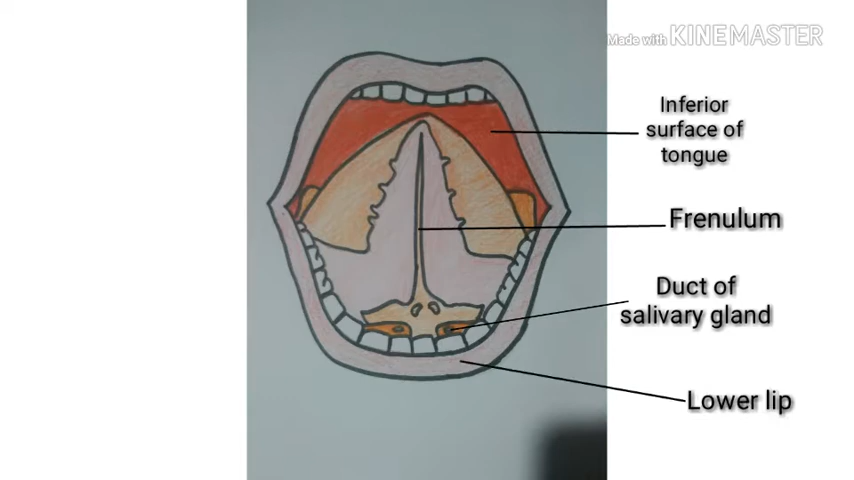 Made with KINEMASTER
Inferior
surface of
tongue
Frenulum
Duct of
salivary gland
Lower lip